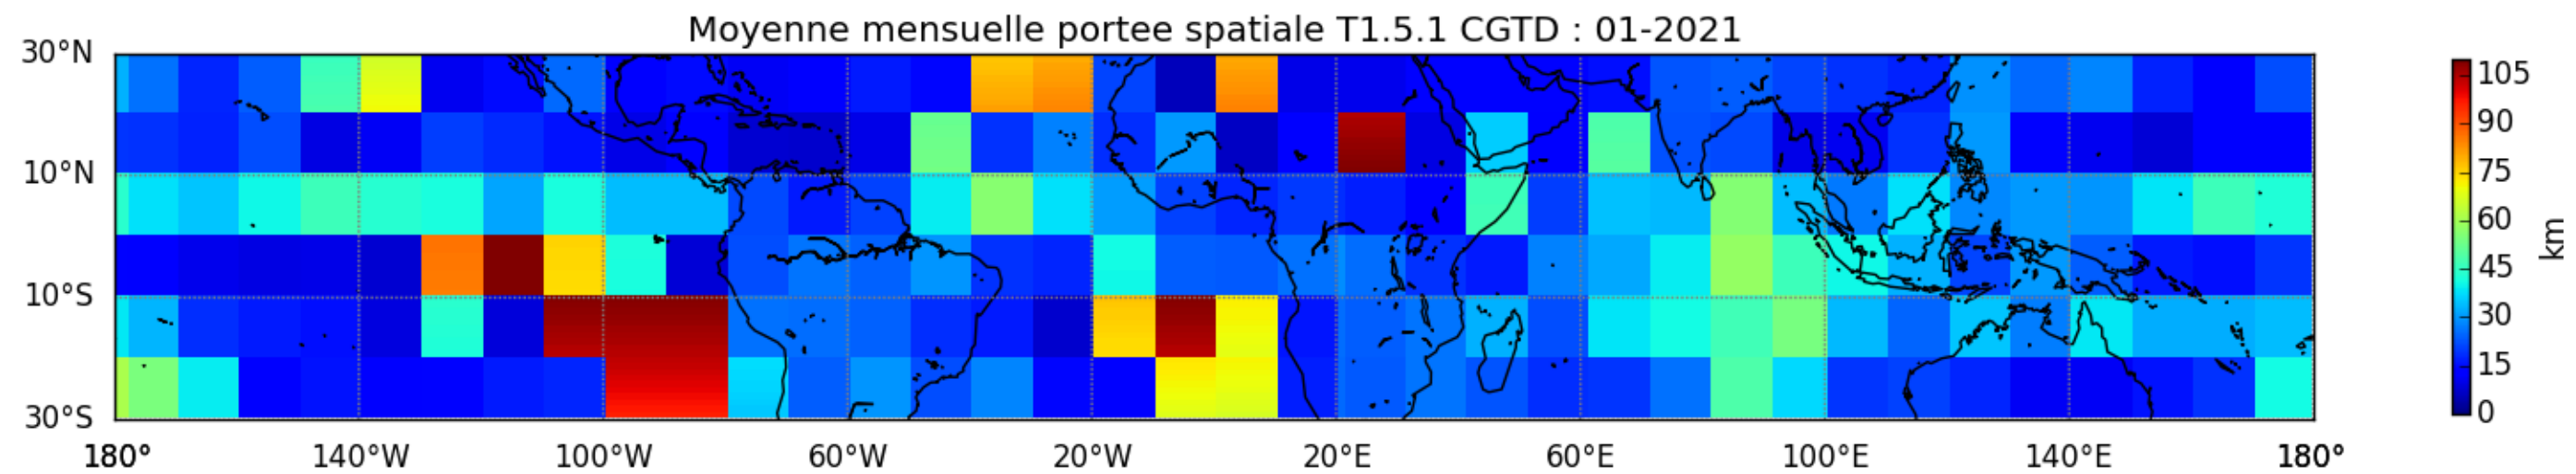 Moyenne mensuelle portee spatiale T1.5.1 CGTD : 01-2021
30°N
10°N
10°S
30°S
180° 140°W 100°W 60°W 20°W 20°E 60°E 100°E 140°E 180°
105
90
75
60
45
30
15
0
km